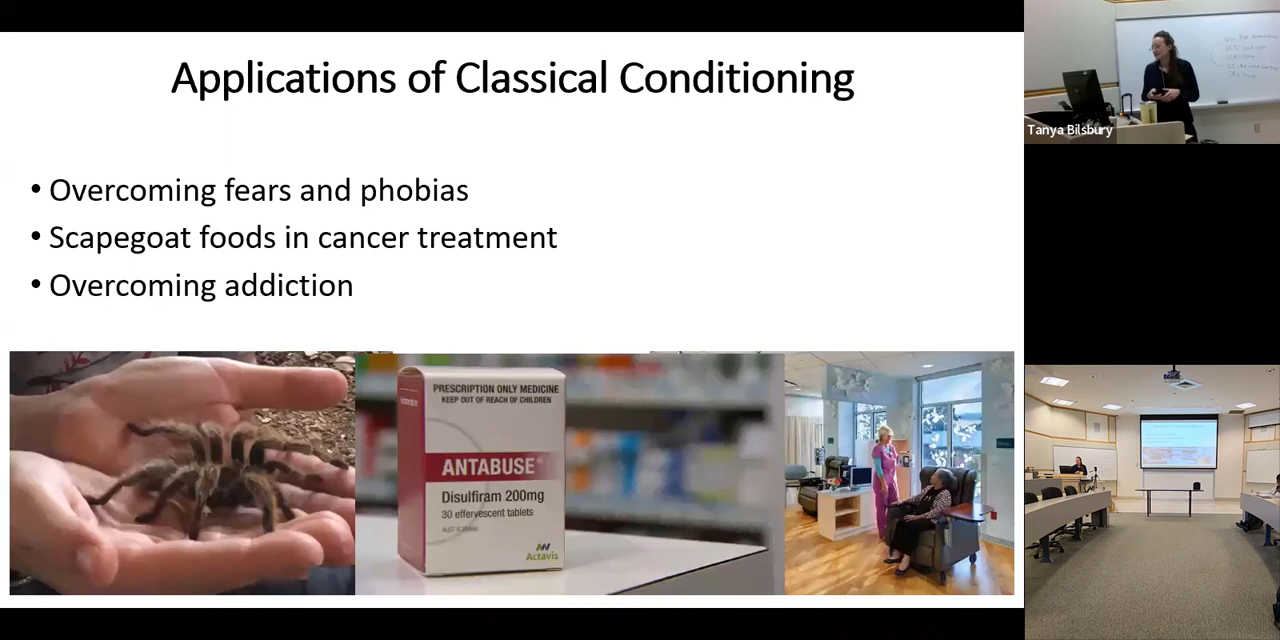 Applications of Classical Conditioning
• Overcoming fears and phobias
• Scapegoat foods in cancer treatment
• Overcoming addiction
PRESCRIPTION ONLY MEDICINE
KEEP OUT OF REACH OF CHILDREN
ANTABUSE®
Disulfiram 200mg
30 effervescent tablets
Actavis
Tanya Bilsbury